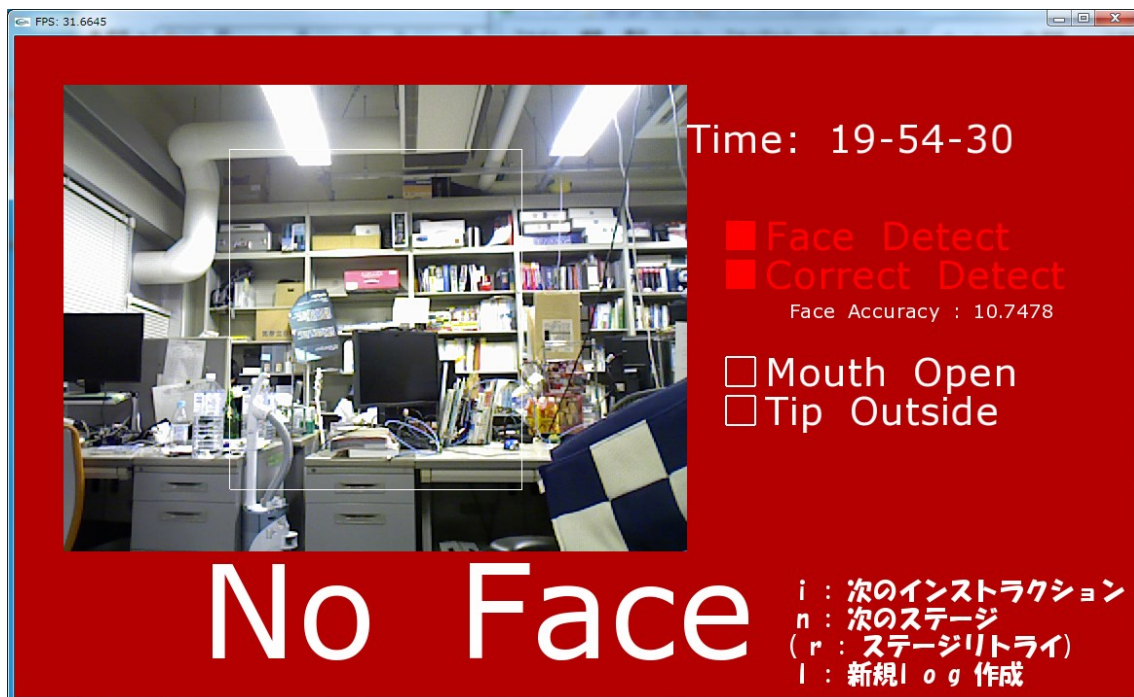 FPS: 31.6645
Time: 19-54-30
Face Detect
Correct Detect
Face Accuracy : 10.7478
Mouth Open
Tip Outside
No Face
i : 次のインストラクション
n : 次のステージ
( r : ステージリトライ)
l : 新規log作成